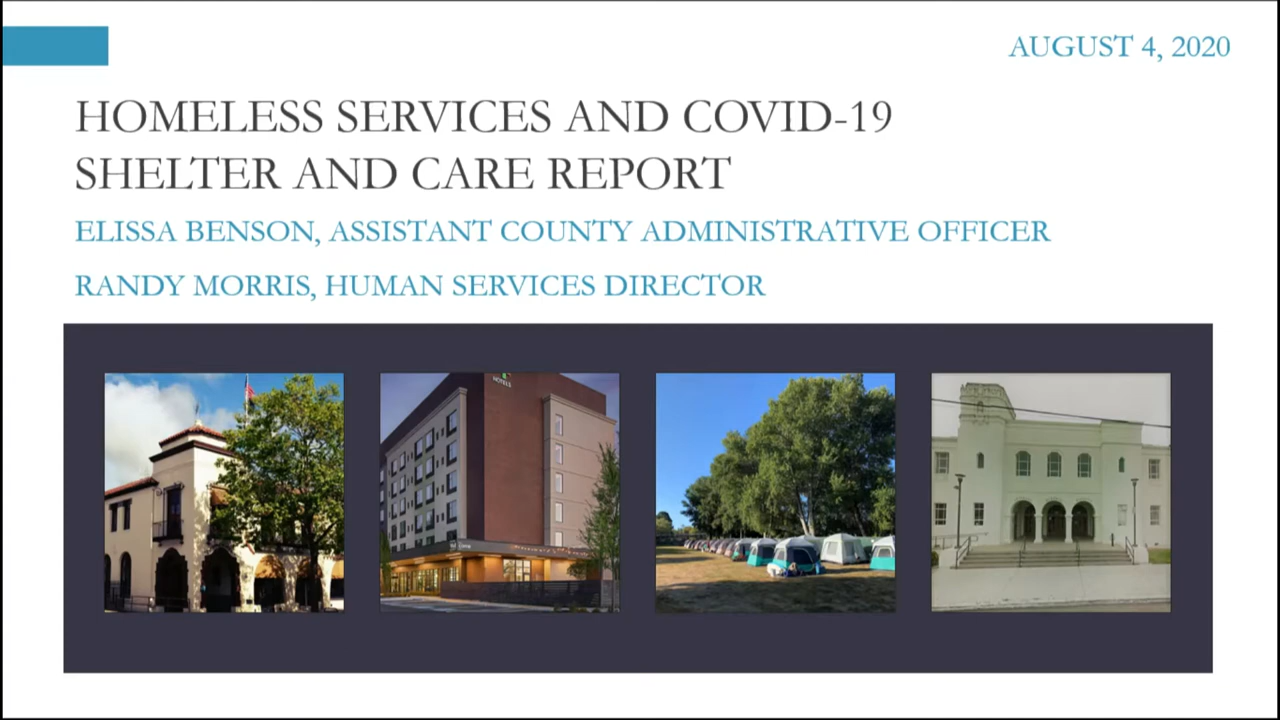 AUGUST 4, 2020
HOMELESS SERVICES AND COVID-19
SHELTER AND CARE REPORT
ELISSA BENSON, ASSISTANT COUNTY ADMINISTRATIVE OFFICER
RANDY MORRIS, HUMAN SERVICES DIRECTOR
HOTELS